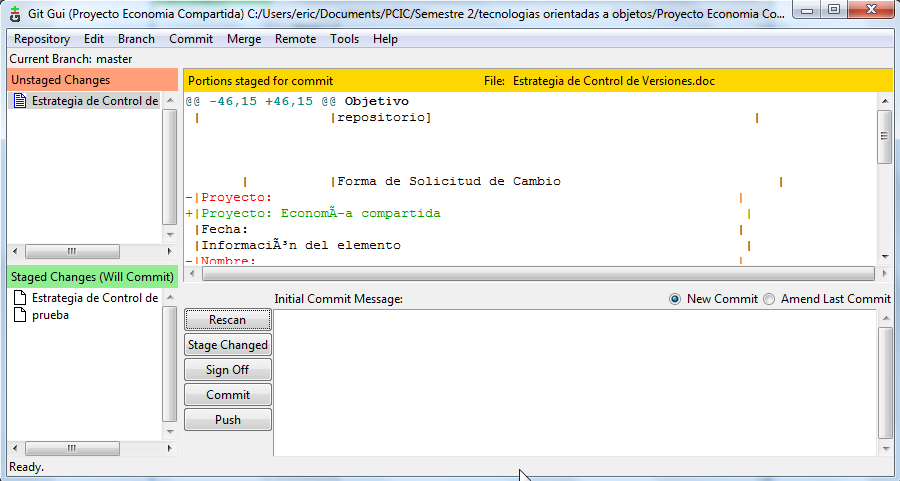 Git Gui (Proyecto Economia Compartida) C:/Users/eric/Documents/PCIC/Semestre 2/tecnologias orientadas a objetos/Proyecto Economia Co...
Repository Edit Branch Commit Merge Remote Tools Help
Current Branch: master
Unstaged Changes
Estrategia de Control de
Portions staged for commit File: Estrategia de Control de Versiones.doc
@@ -46,15 +46,15 @@ Objetivo
| |repositorio] |
| |Forma de Solicitud de Cambio |
-|Proyecto: |
+|Proyecto: EconomÃ-a compartida |
|Fecha: |
|InformaciÃ³n del elemento |
-|Nombre: |
Staged Changes (Will Commit)
Estrategia de Control de
prueba
Initial Commit Message: New Commit Amend Last Commit
Rescan
Stage Changed
Sign Off
Commit
Push
Ready.